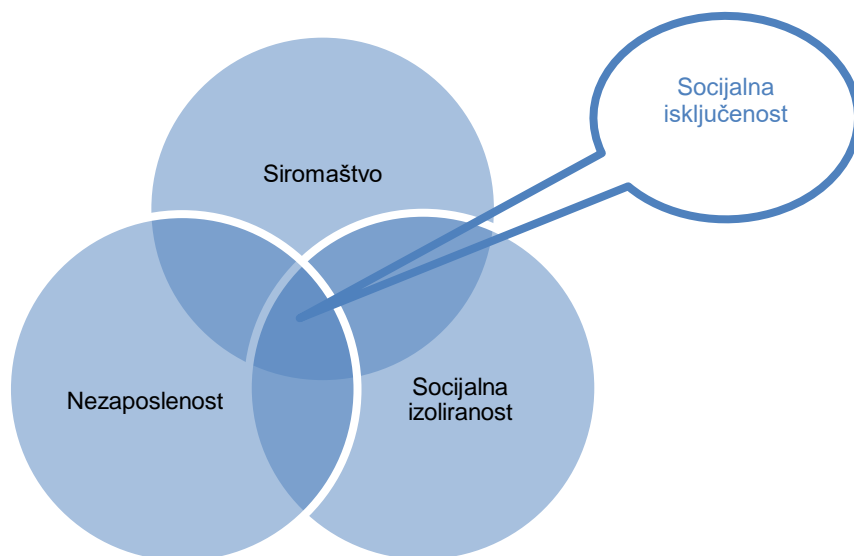 Socijalna
isključenost
Siromaštvo
Nezaposlenost
Socijalna
izoliranost